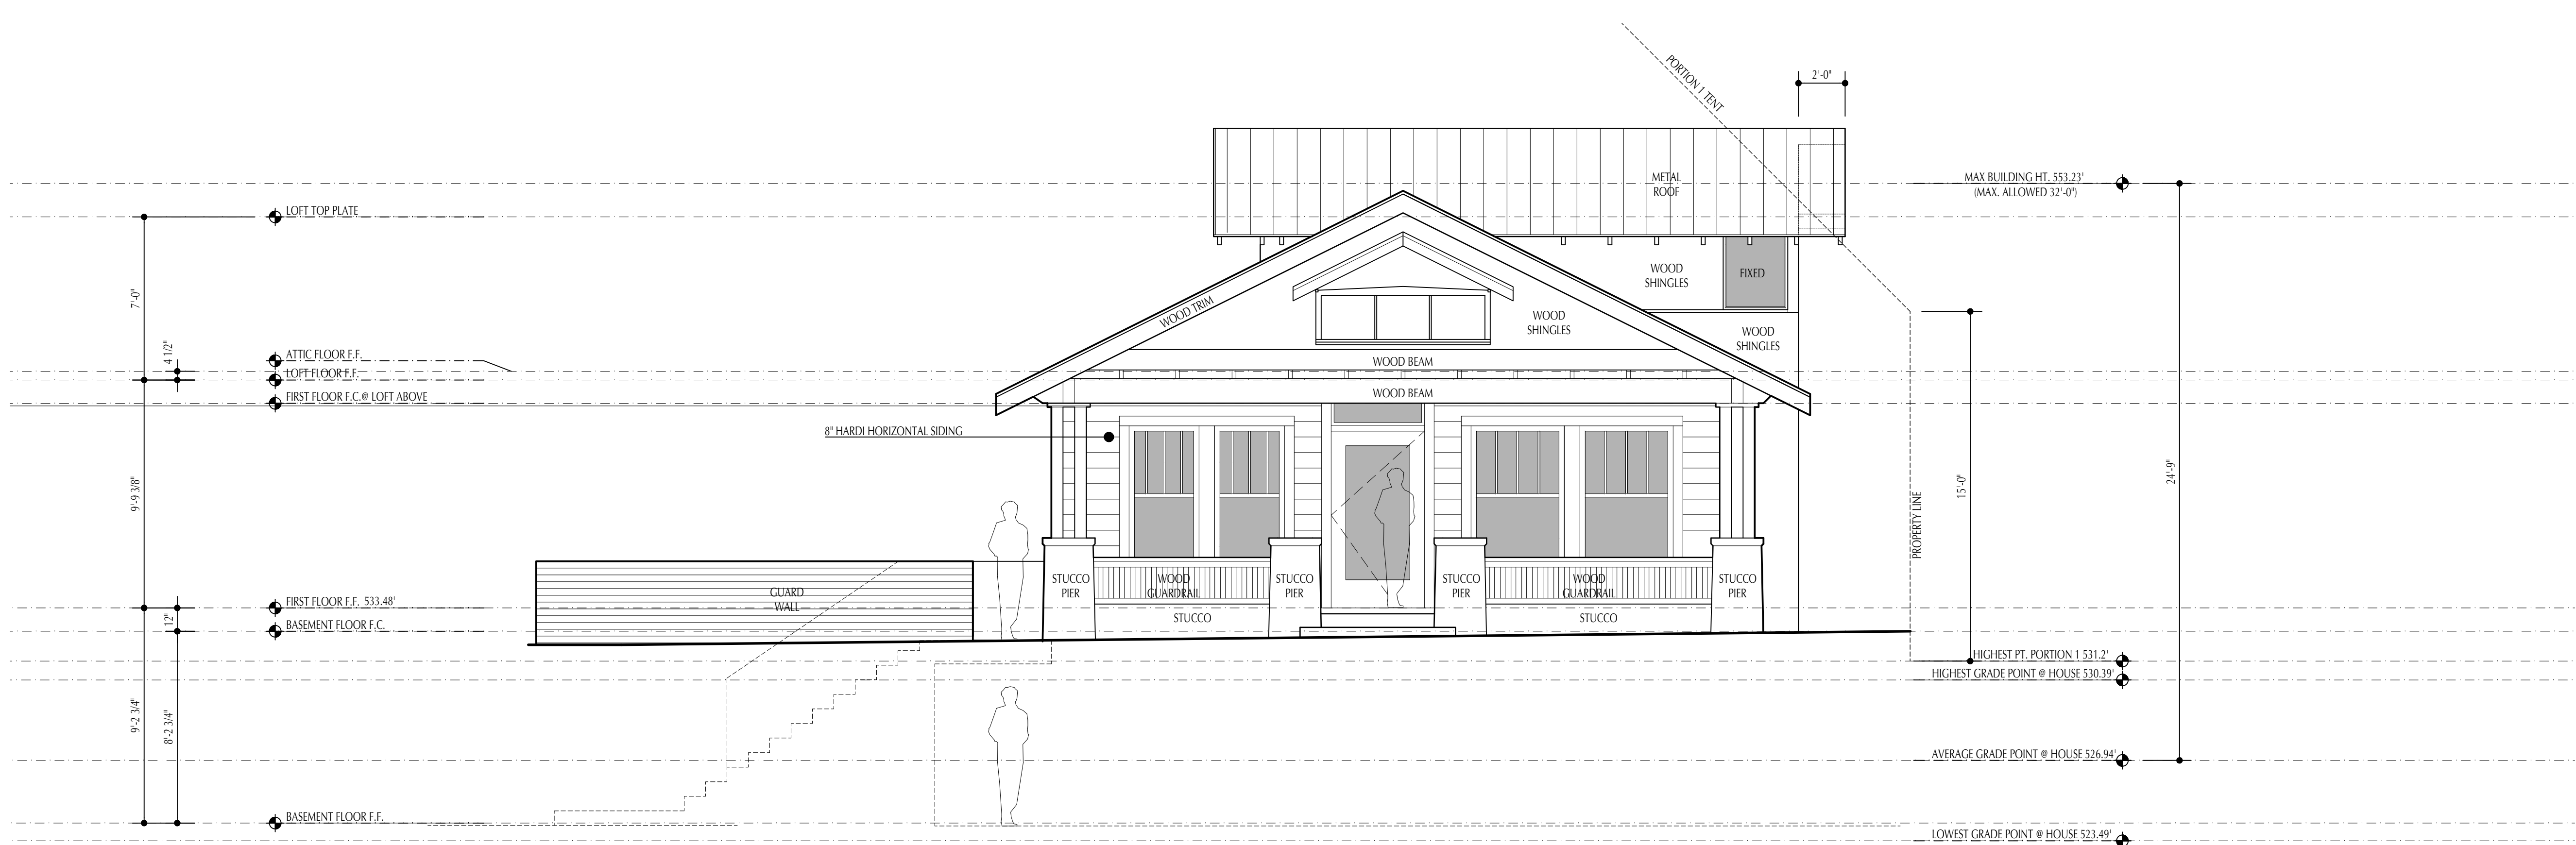 PORTION 1 TENT
2'-0"
METAL
ROOF
MAX BUILDING HT. 553.23'
(MAX. ALLOWED 32'-0")
LOFT TOP PLATE
7'-0"
WOOD
SHINGLES
FIXED
WOOD TRIM
WOOD
SHINGLES
WOOD
SHINGLES
4 1/2"
ATTIC FLOOR F.F.
LOFT FLOOR F.F.
FIRST FLOOR F.C.@ LOFT ABOVE
WOOD BEAM
WOOD BEAM
8" HARDI HORIZONTAL SIDING
9'-9 3/8"
15'-0"
24'-9"
PROPERTY LINE
GUARD
WALL
STUCCO
PIER
WOOD
GUARDRAIL
STUCCO
PIER
STUCCO
PIER
WOOD
GUARDRAIL
STUCCO
PIER
STUCCO
STUCCO
FIRST FLOOR F.F. 533.48'
12"
BASEMENT FLOOR F.C.
HIGHEST PT. PORTION 1 531.2'
HIGHEST GRADE POINT @ HOUSE 530.39'
9'-2 3/4"
8'-2 3/4"
AVERAGE GRADE POINT @ HOUSE 526.94'
BASEMENT FLOOR F.F.
LOWEST GRADE POINT @ HOUSE 523.49'